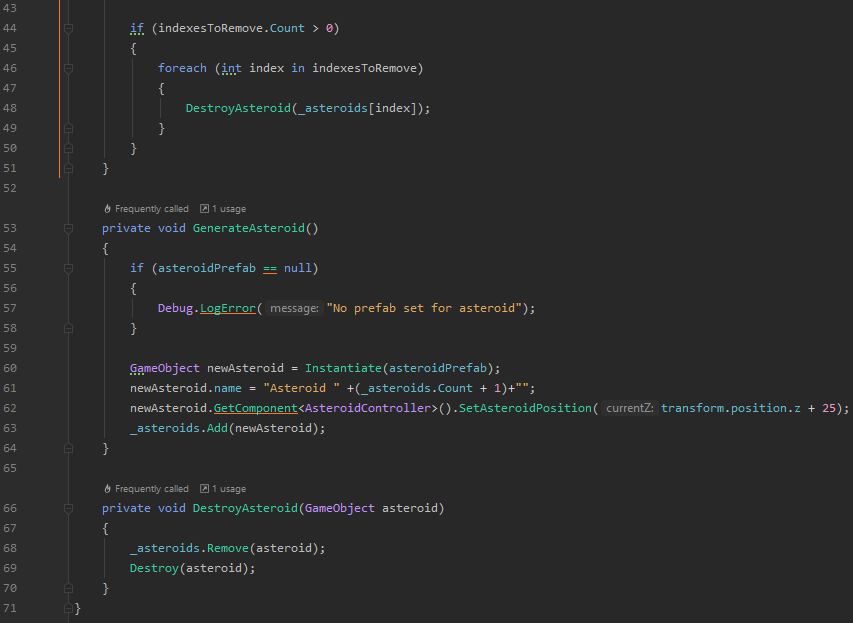 43
44 if (indexesToRemove.Count > 0)
45 {
46 foreach (int index in indexesToRemove)
47 {
48 DestroyAsteroid(_asteroids[index]);
49 }
50 }
51 }
52
Frequently called 1 usage
53 private void GenerateAsteroid()
54 {
55 if (asteroidPrefab == null)
56 {
57 Debug.LogError( message: "No prefab set for asteroid");
58 }
59
60 GameObject newAsteroid = Instantiate(asteroidPrefab);
61 newAsteroid.name = "Asteroid " +(_asteroids.Count + 1)+"";
62 newAsteroid.GetComponent<AsteroidController>().SetAsteroidPosition( currentZ: transform.position.z + 25);
63 _asteroids.Add(newAsteroid);
64 }
65
Frequently called 1 usage
66 private void DestroyAsteroid(GameObject asteroid)
67 {
68 _asteroids.Remove(asteroid);
69 Destroy(asteroid);
70 }
71 }